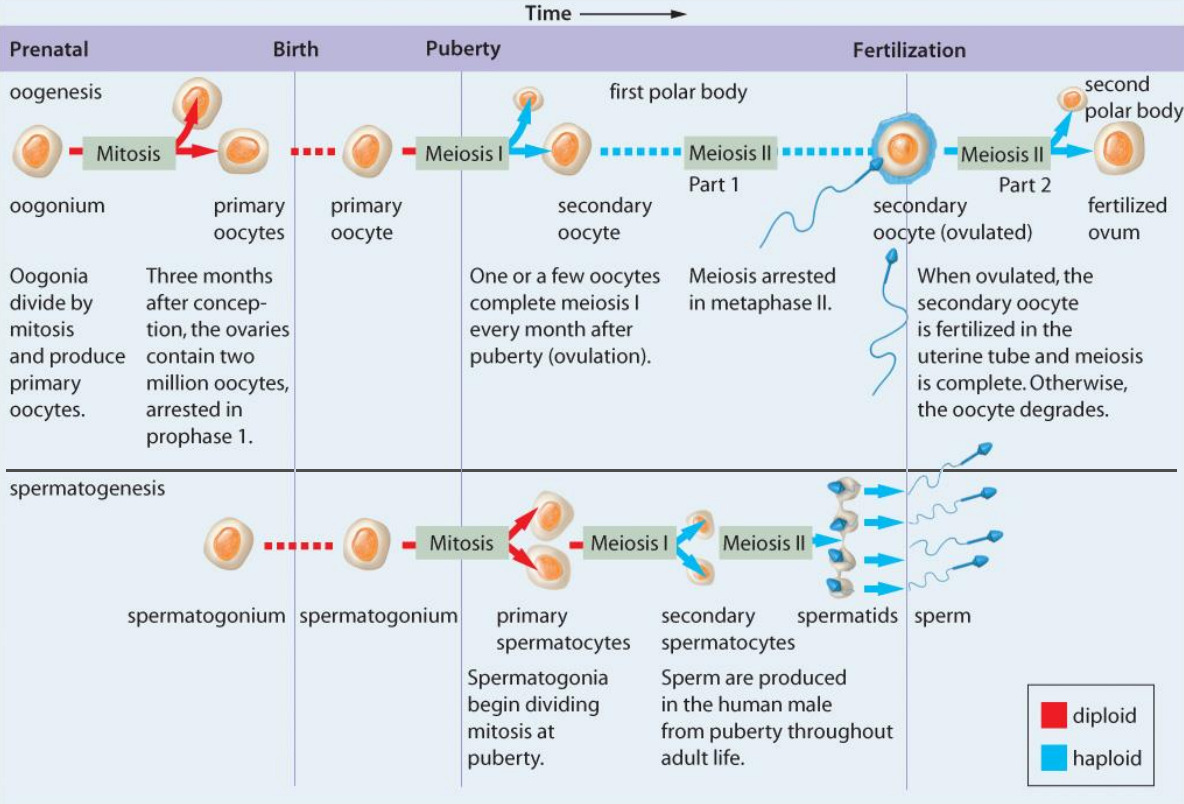 Time
Prenatal
Birth
Puberty
Fertilization
oogenesis
first polar body
second
polar body
Mitosis
Meiosis I
Meiosis II
Meiosis II
Part 1
Part 2
oogonium
primary
oocytes
primary
oocyte
secondary
oocyte
secondary
oocyte (ovulated)
fertilized
ovum
Oogonia
divide by
mitosis
and produce
primary
oocytes.
Three months
after concep-
tion, the ovaries
contain two
million oocytes,
arrested in
prophase 1.
One or a few oocytes
complete meiosis I
every month after
puberty (ovulation).
Meiosis arrested
in metaphase II.
When ovulated, the
secondary oocyte
is fertilized in the
uterine tube and meiosis
is complete. Otherwise,
the oocyte degrades.
spermatogenesis
Mitosis
Meiosis I
Meiosis II
spermatogonium
spermatogonium
primary
spermatocytes
secondary
spermatocytes
spermatids
sperm
Spermatogonia
begin dividing
mitosis at
puberty.
Sperm are produced
in the human male
from puberty throughout
adult life.
diploid
haploid